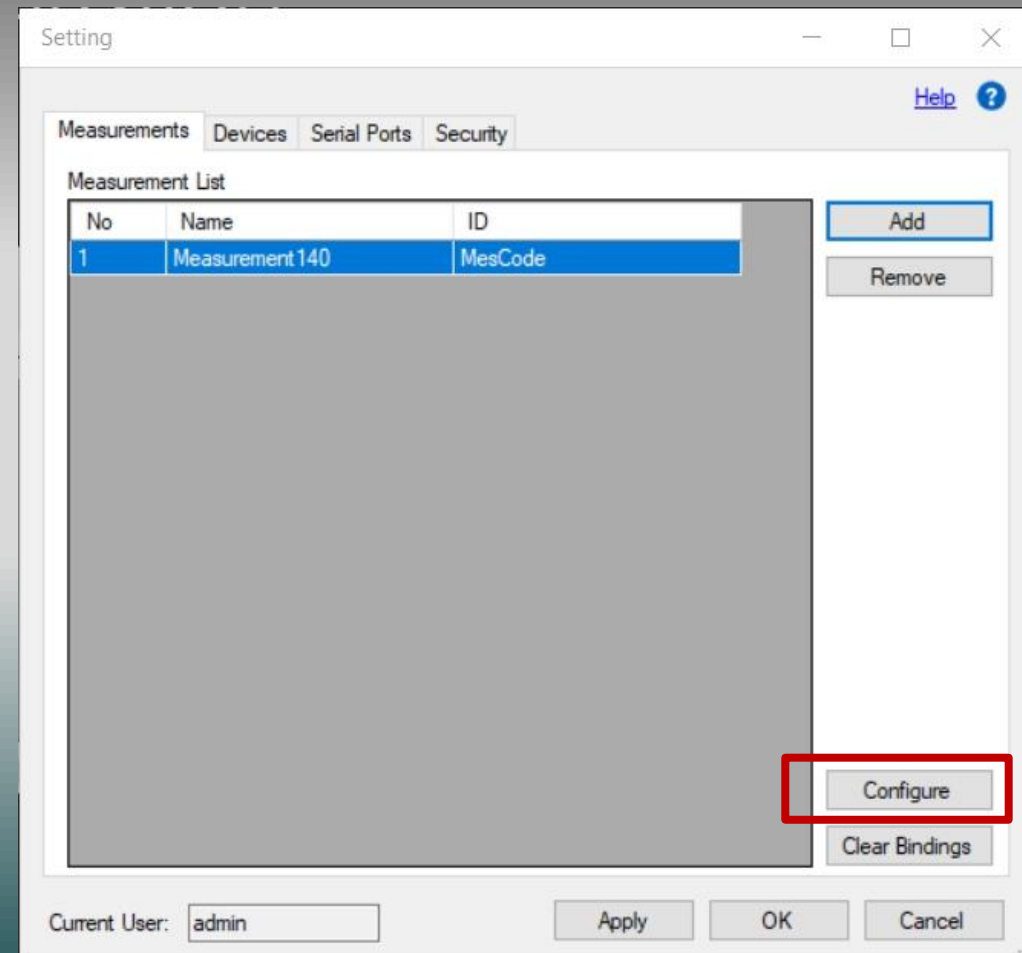 Setting
Help
Measurements Devices Serial Ports Security
Measurement List
No Name ID
1 Measurement140 MesCode
Add
Remove
Configure
Clear Bindings
Current User: admin
Apply OK Cancel